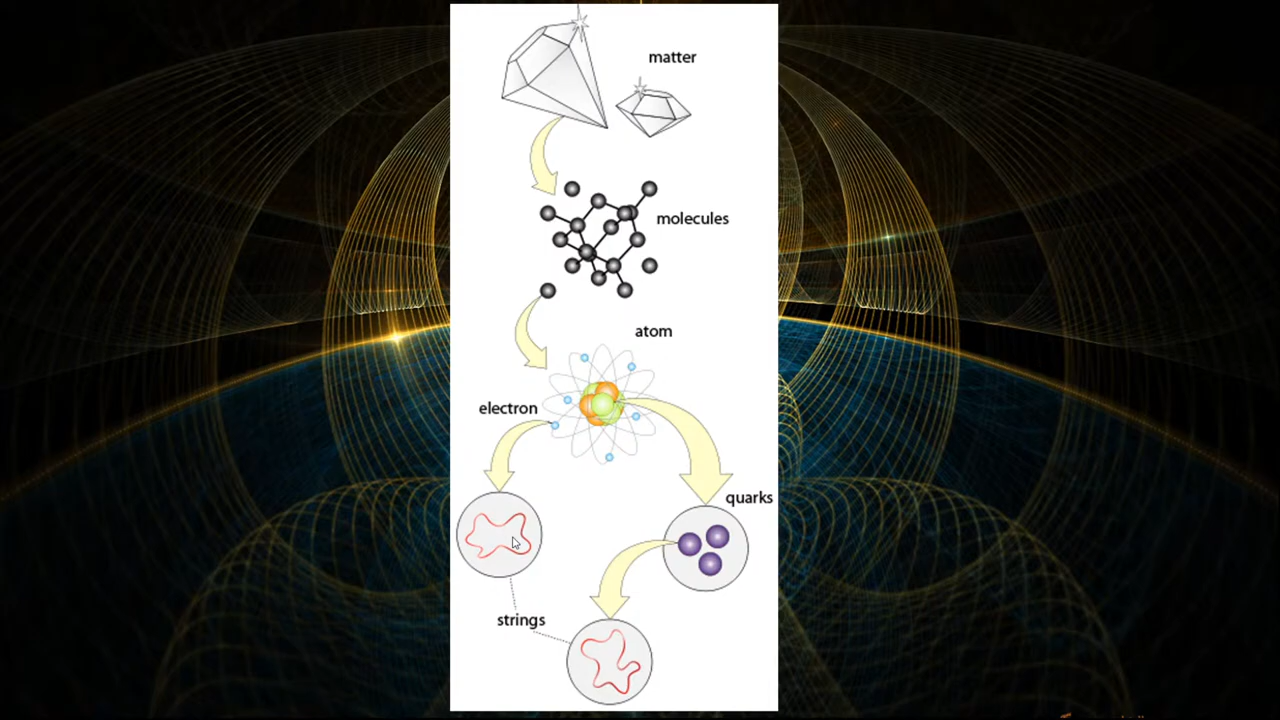 matter
molecules
atom
electron
quarks
strings